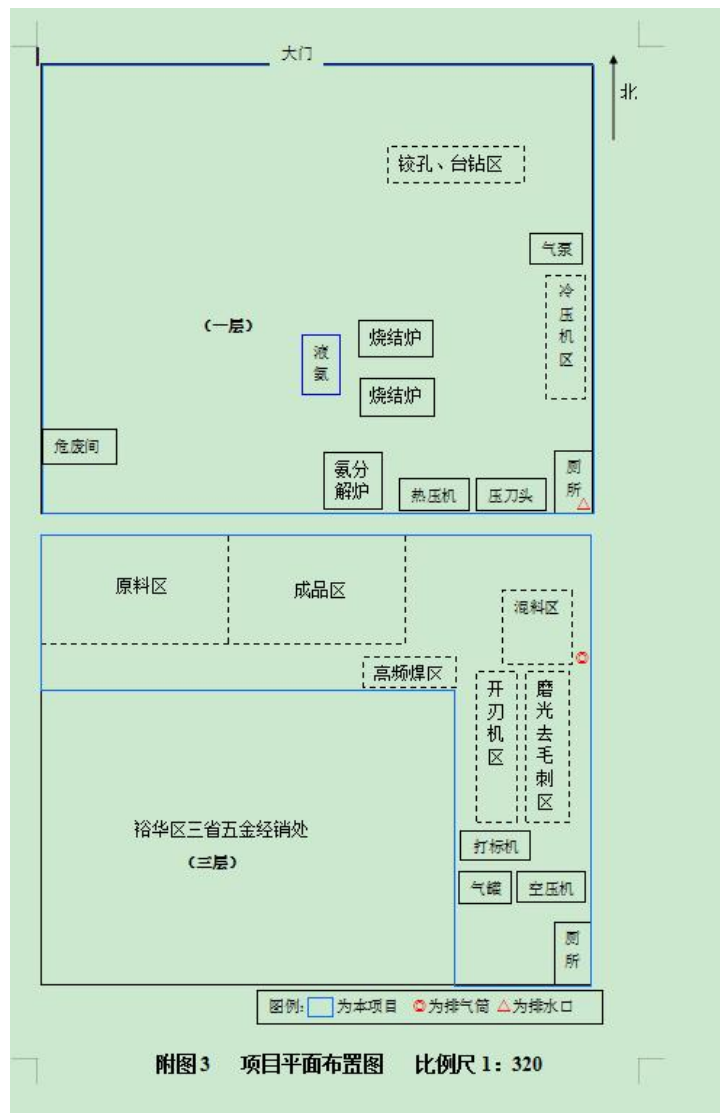 大门
北
铰孔、台钻区
气泵
冷压机区
（一层）
液氨
烧结炉
烧结炉
危废间
氨分
解炉
热压机
压刀头
厕所
原料区
成品区
混料区
高频焊区
开刃机区
磨光去毛刺区
裕华区三省五金经销处
（三层）
打标机
气罐
空压机
厕所
图例： 为本项目 为排气筒 为排水口
附图3 项目平面布置图 比例尺 1：320